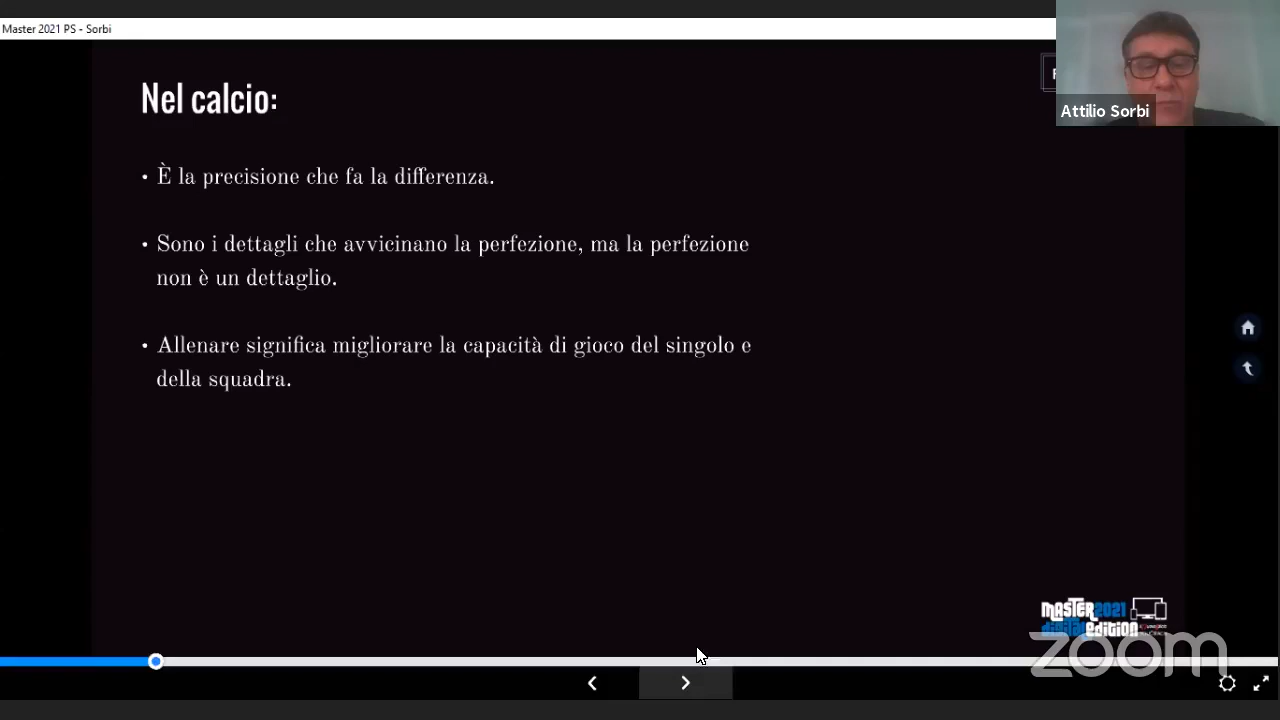 Master 2021 PS - Sorbi
Nel calcio:
Attilio Sorbi
• È la precisione che fa la differenza.
• Sono i dettagli che avvicinano la perfezione, ma la perfezione
non è un dettaglio.
• Allenare significa migliorare la capacità di gioco del singolo e
della squadra.
MASTER2021
digital edition
zoom